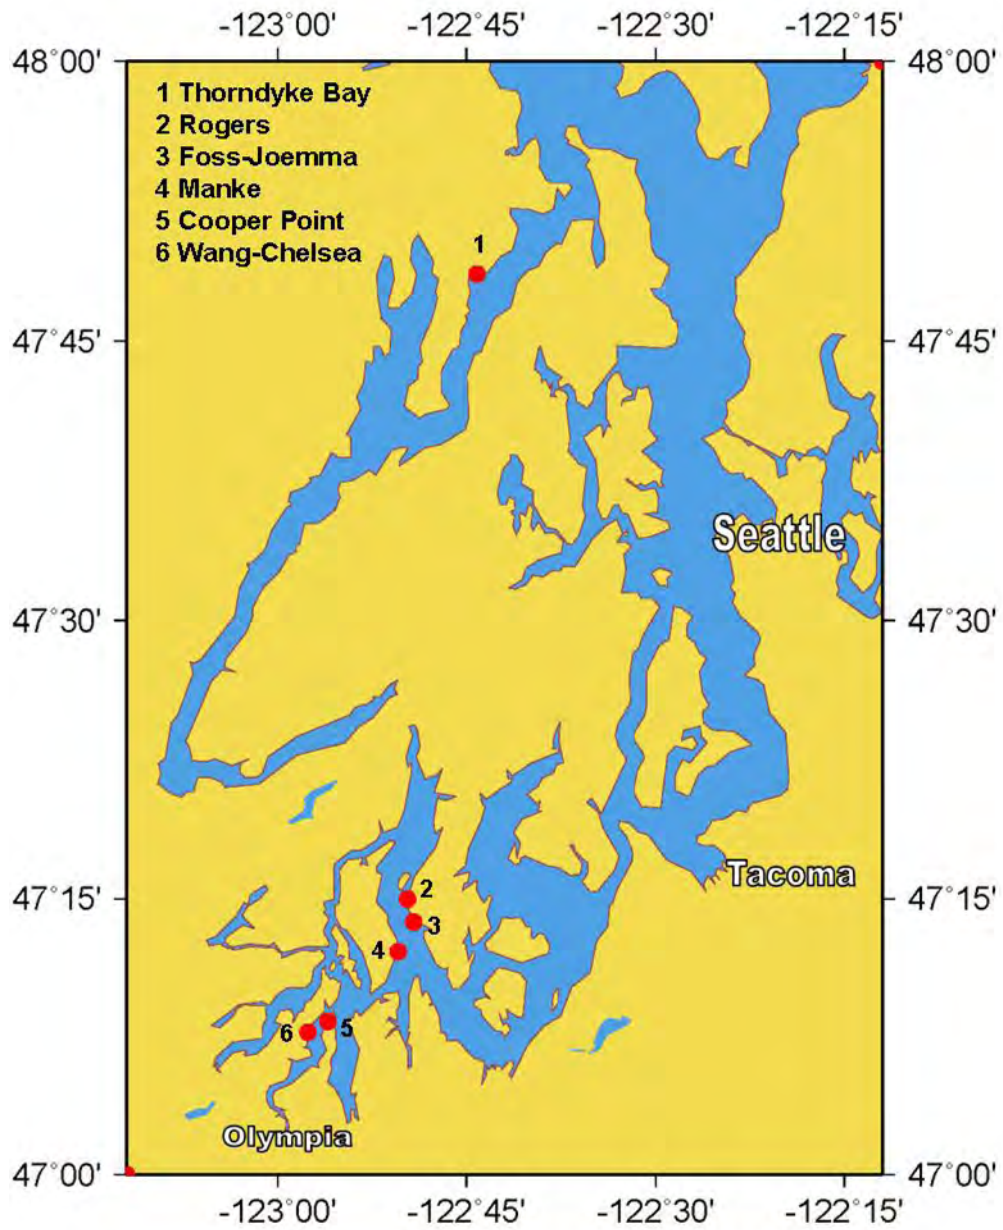 -123°00' -122°45' -122°30' -122°15'
48°00' 48°00'
1 Thorndyke Bay
2 Rogers
3 Foss-Joemma
4 Manke
5 Cooper Point
6 Wang-Chelsea
1
47°45' 47°45'
Seattle
47°30' 47°30'
Tacoma
47°15' 2 47°15'
3
4
6 5
Olympia
47°00' 47°00'
-123°00' -122°45' -122°30' -122°15'